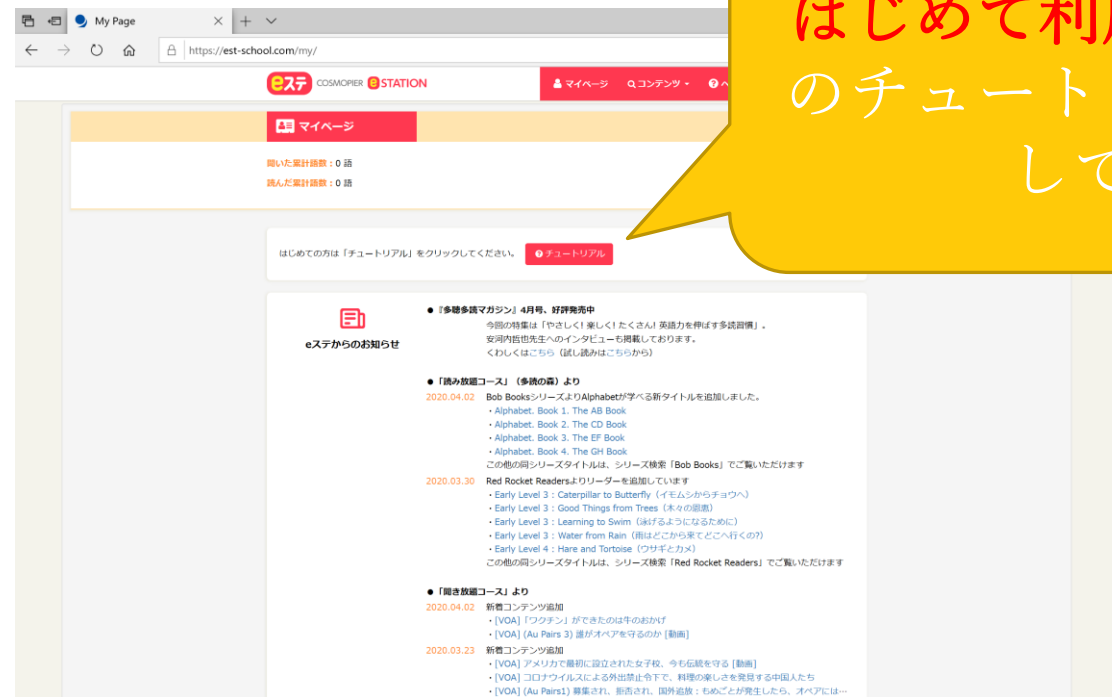 My Page
https://est-school.com/my/
eステ COSMOPIER eSTATION
マイページ
コンテンツ
はじめて利
のチュート
して
マイページ
聞いた累計語数：0 語
読んだ累計語数：0 語
はじめての方は「チュートリアル」をクリックしてください。
チュートリアル
eステからのお知らせ
●『多聴多読マガジン』4月号、好評発売中
今回の特集は「やさしく! 楽しく! たくさん! 英語力を伸ばす多読習慣」。
安河内哲也先生へのインタビューも掲載しております。
くわしくはこちら（試し読みはこちらから）
●「読み放題コース」（多読の森）より
2020.04.02 Bob BooksシリーズよりAlphabetが学べる新タイトルを追加しました。
・Alphabet. Book 1. The AB Book
・Alphabet. Book 2. The CD Book
・Alphabet. Book 3. The EF Book
・Alphabet. Book 4. The GH Book
この他の同シリーズタイトルは、シリーズ検索「Bob Books」でご覧いただけます
2020.03.30 Red Rocket Readersよりリーダーを追加しています
・Early Level 3 : Caterpillar to Butterfly（イモムシからチョウへ）
・Early Level 3 : Good Things from Trees（木々の恩恵）
・Early Level 3 : Learning to Swim（泳げるようになるために）
・Early Level 3 : Water from Rain（雨はどこから来てどこへ行くの?）
・Early Level 4 : Hare and Tortoise（ウサギとカメ）
この他の同シリーズタイトルは、シリーズ検索「Red Rocket Readers」でご覧いただけます
●「聞き放題コース」より
2020.04.02 新着コンテンツ追加
・[VOA]「ワクチン」ができたのは牛のおかげ
・[VOA] (Au Pairs 3) 誰がオペアを守るのか [動画]
2020.03.23 新着コンテンツ追加
・[VOA] アメリカで最初に設立された女子校、今も伝統を守る [動画]
・[VOA] コロナウイルスによる外出禁止令下で、料理の楽しさを発見する中国人たち
・[VOA] (Au Pairs1) 募集され、拒否され、国外追放：もめごとが発生したら、オペアには…